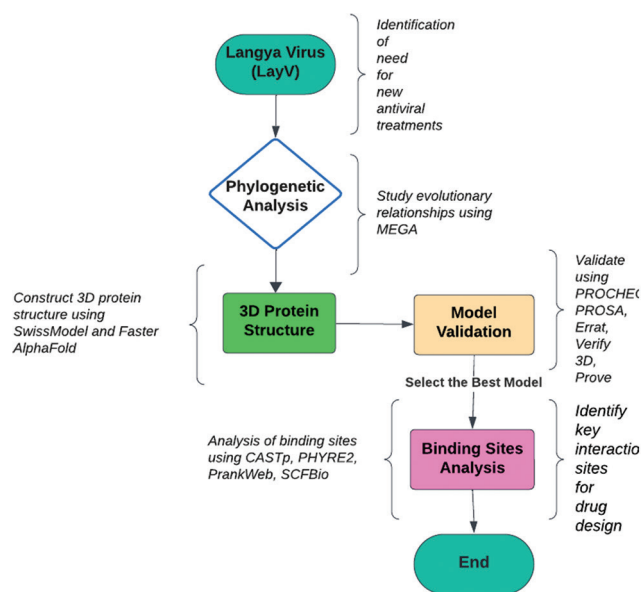 Langya Virus
(LayV)
Identification
of
need
for
new
antiviral
treatments
Phylogenetic
Analysis
Study evolutionary
relationships using
MEGA
Construct 3D protein
structure using
SwissModel and Faster
AlphaFold
3D Protein
Structure
Model
Validation
Validate
using
PROCHEC
PROSA,
Errat,
Verify
3D,
Prove
Select the Best Model
Analysis of binding sites
using CASTp, PHYRE2,
PrankWeb, SCFBio
Binding Sites
Analysis
Identify
key
interactio
sites
for
drug
design
End